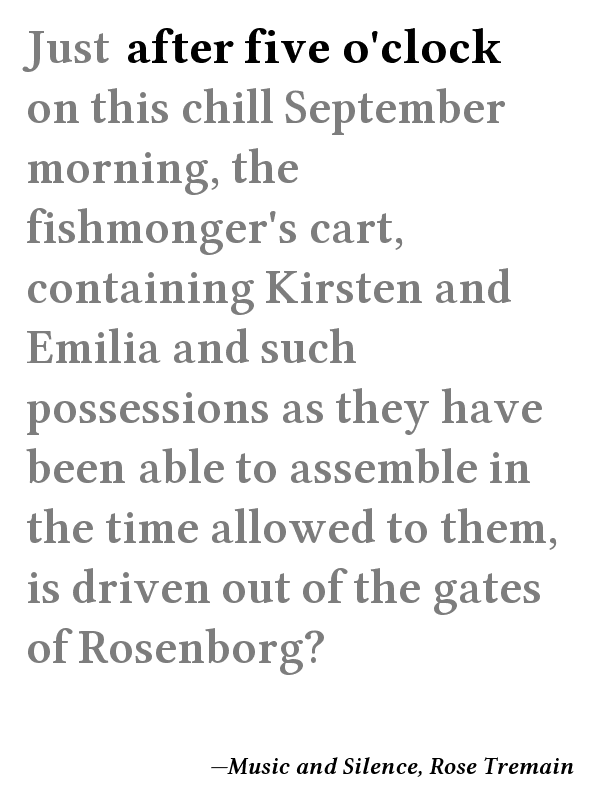 Just after five o'clock
on this chill September
morning, the
fishmonger's cart,
containing Kirsten and
Emilia and such
possessions as they have
been able to assemble in
the time allowed to them,
is driven out of the gates
of Rosenborg?
—Music and Silence, Rose Tremain